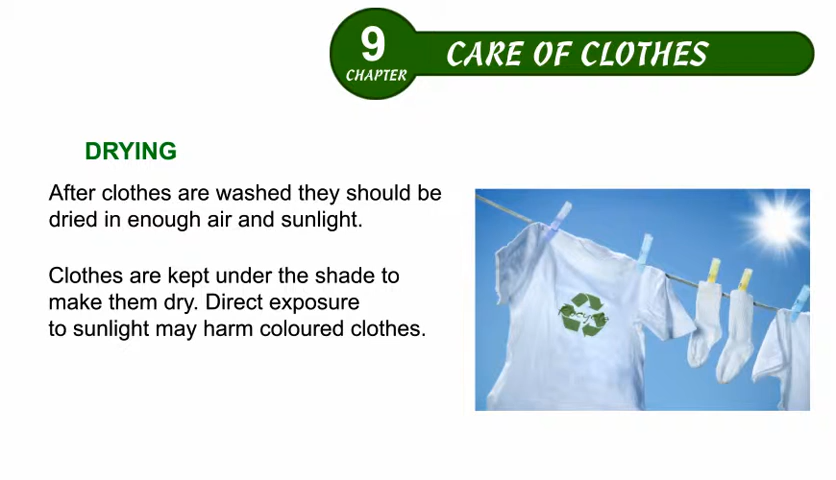 9
CHAPTER
CARE OF CLOTHES
DRYING
After clothes are washed they should be
dried in enough air and sunlight.
Clothes are kept under the shade to
make them dry. Direct exposure
to sunlight may harm coloured clothes.
Recycle